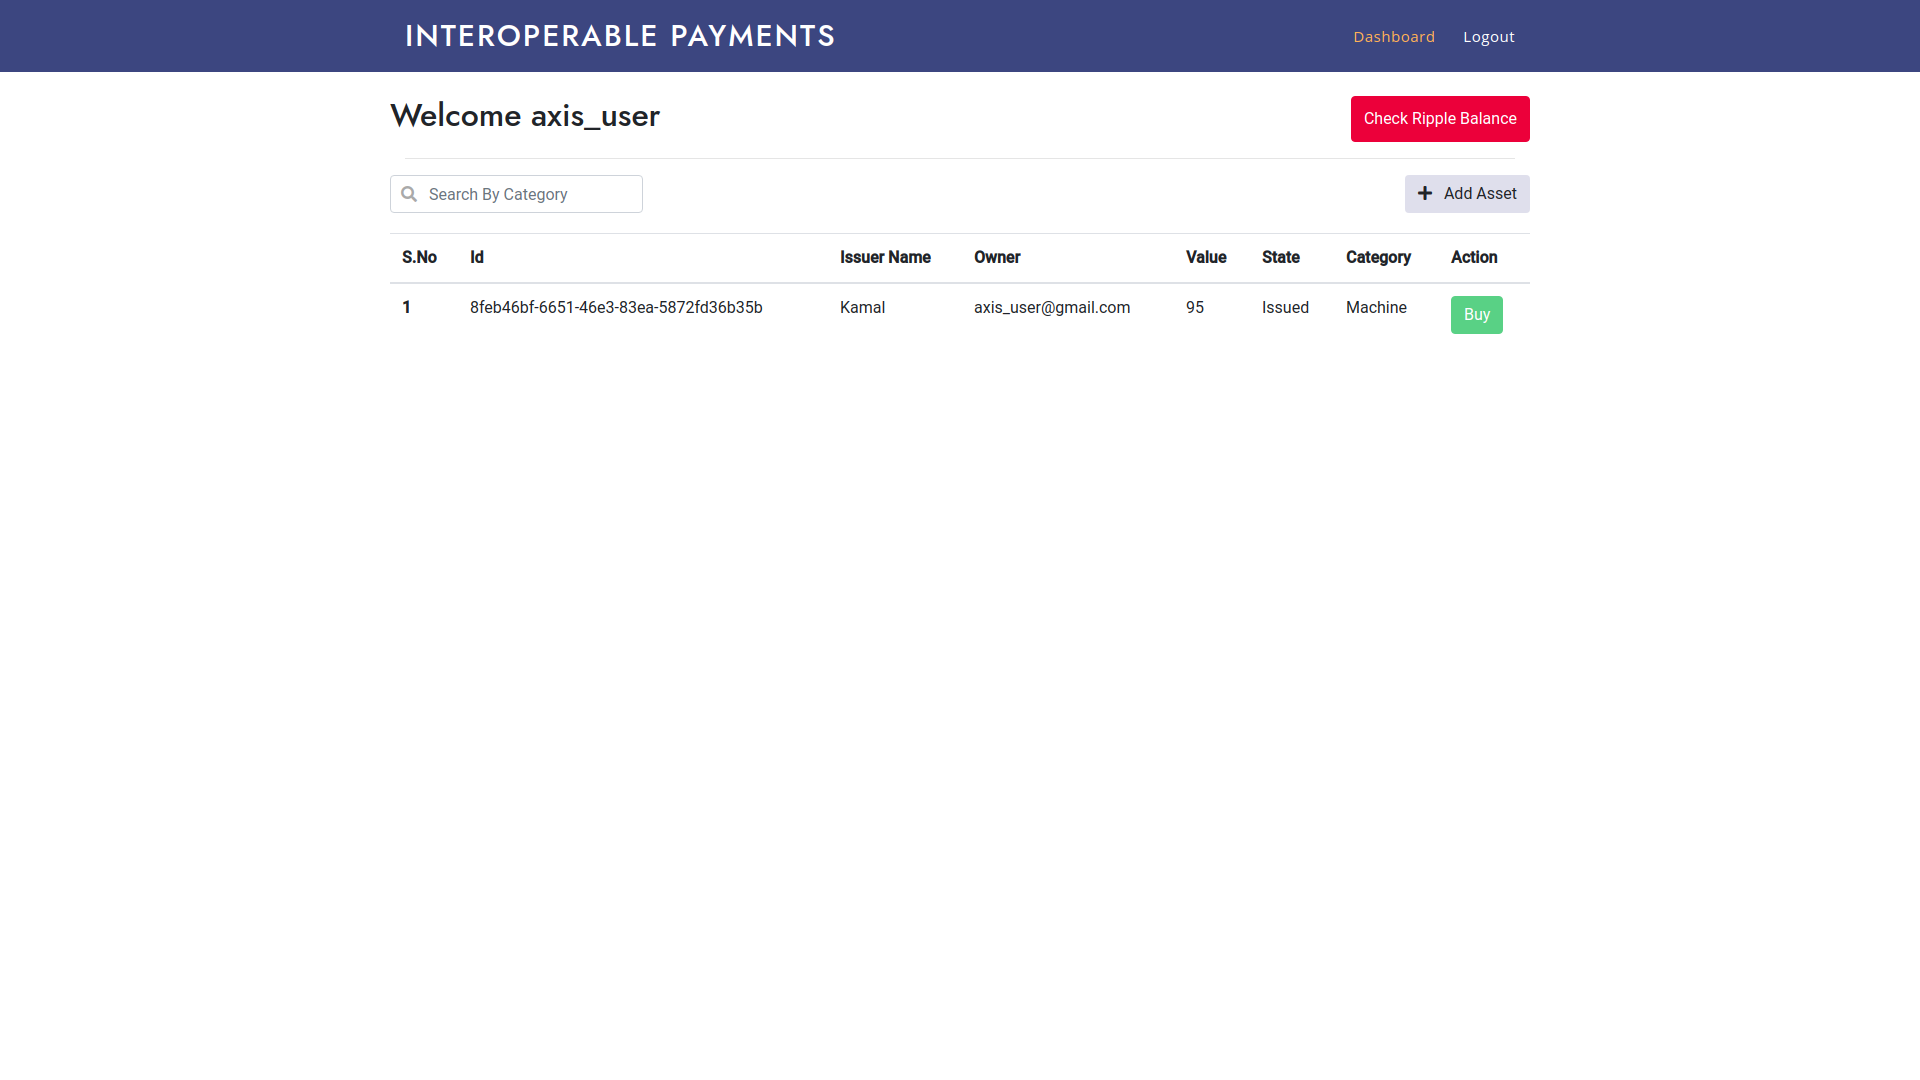 INTEROPERABLE PAYMENTS Dashboard Logout
Welcome axis_user Check Ripple Balance
Search By Category Add Asset
S.No Id Issuer Name Owner Value State Category Action
1 8feb46bf-6651-46e3-83ea-5872fd36b35b Kamal axis_user@gmail.com 95 Issued Machine Buy